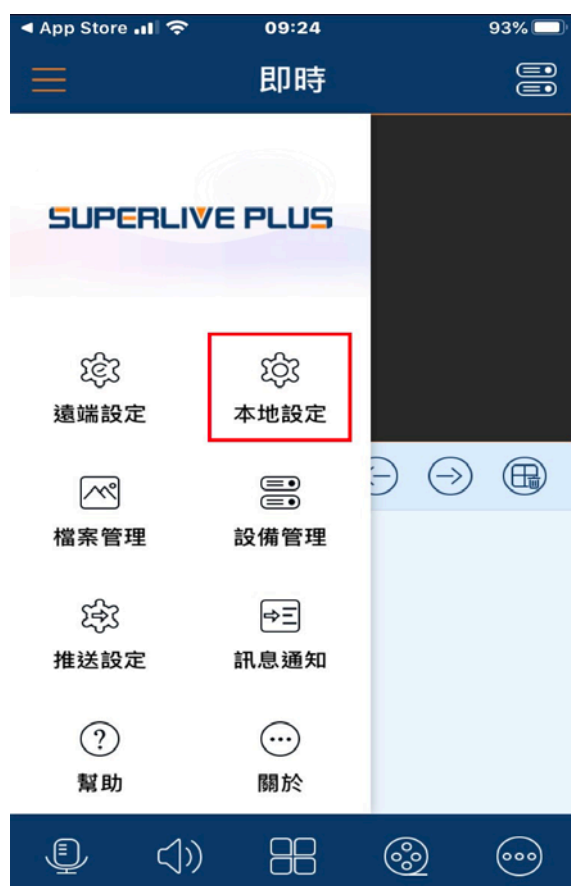 App Store
09:24
93%
即時
SUPERLIVE PLUS
遠端設定
本地設定
檔案管理
設備管理
推送設定
訊息通知
幫助
關於